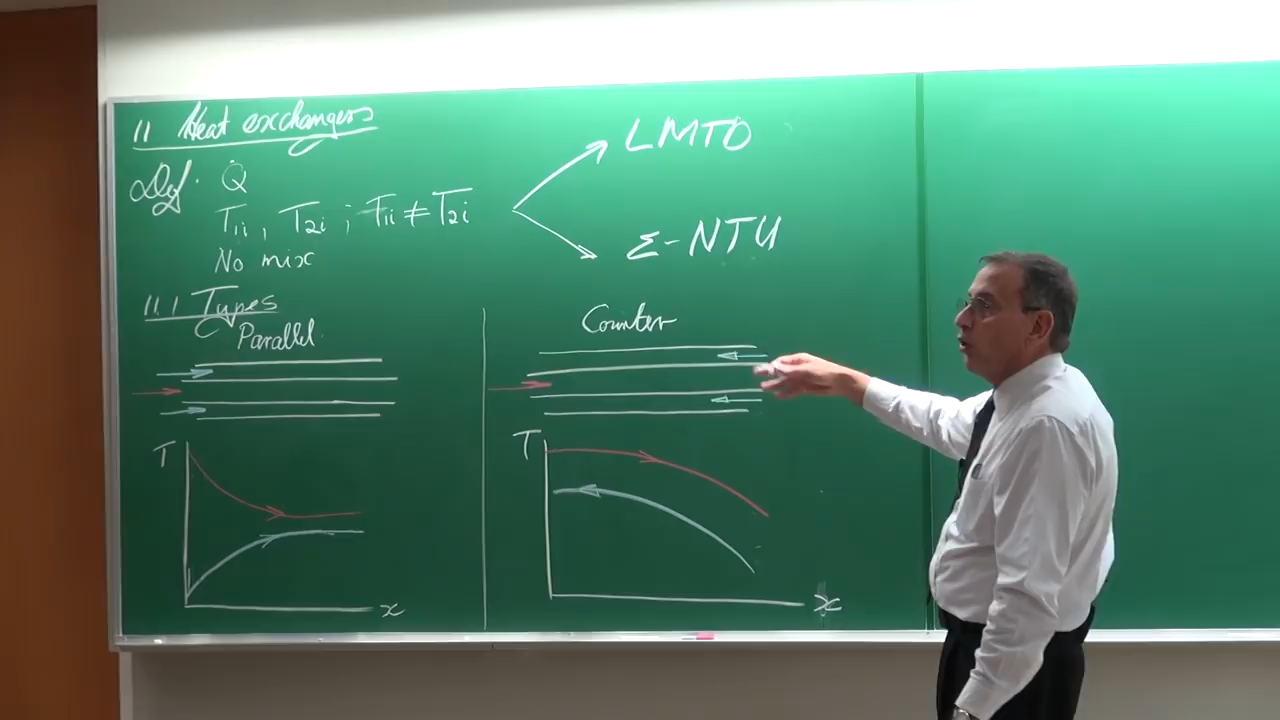 11 Heat exchangers
Def. Q̇
T₁ᵢ, T₂ᵢ ; T₁ᵢ ≠ T₂ᵢ
No mix
LMTD
ε-NTU
11.1 Types
Parallel
Counter
T
x
T
x